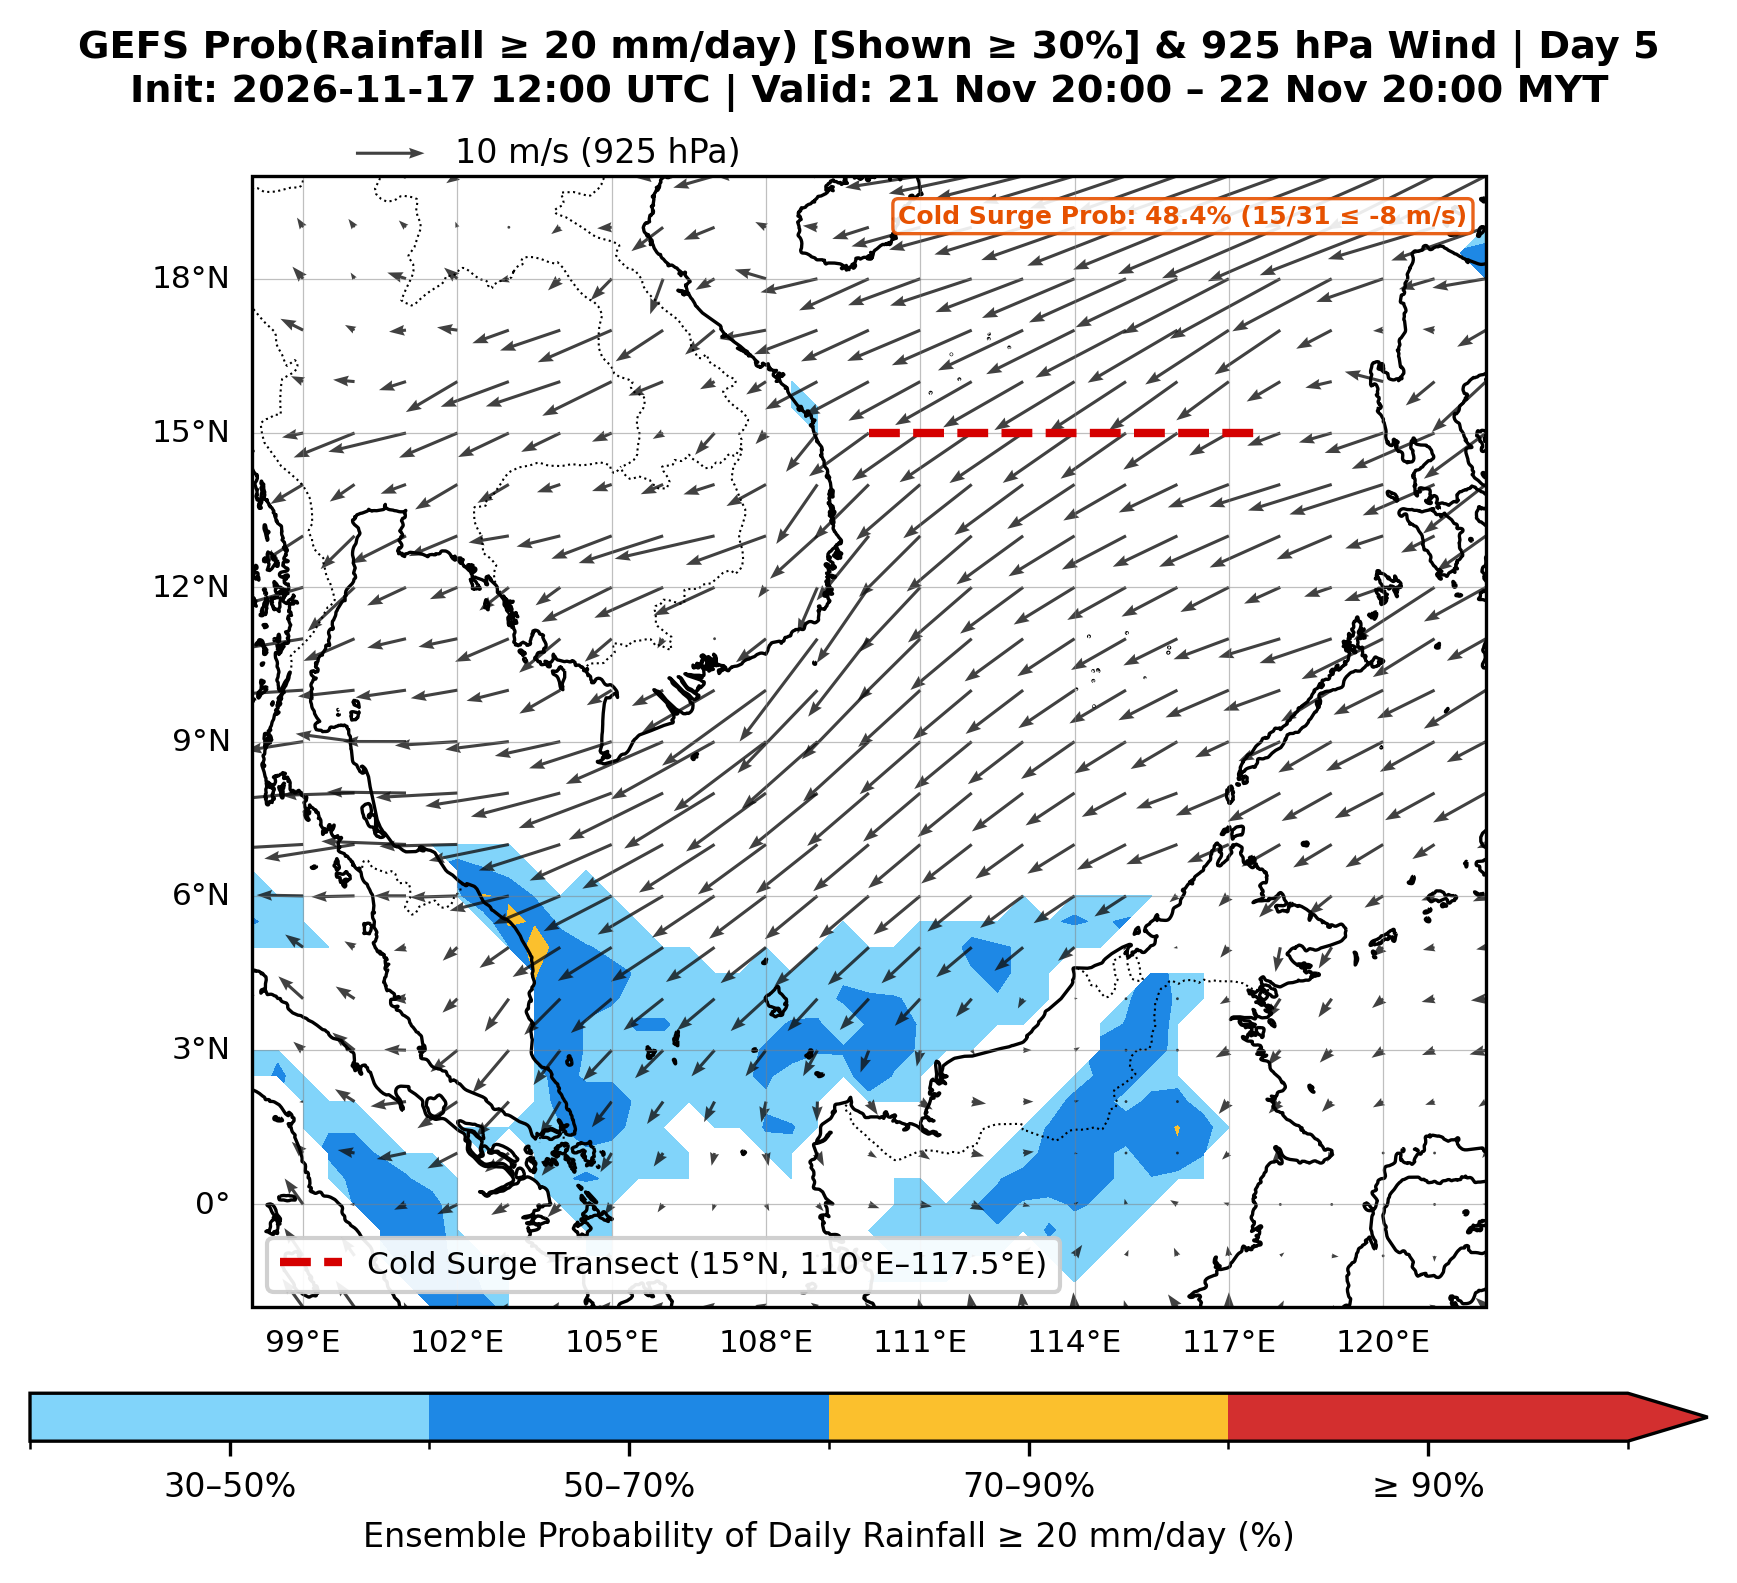 GEFS Prob(Rainfall ≥ 20 mm/day) [Shown ≥ 30%] & 925 hPa Wind | Day 5
Init: 2026-11-17 12:00 UTC | Valid: 21 Nov 20:00 – 22 Nov 20:00 MYT
10 m/s (925 hPa)
Cold Surge Prob: 48.4% (15/31 ≤ -8 m/s)
18°N
15°N
12°N
9°N
6°N
3°N
0°
Cold Surge Transect (15°N, 110°E–117.5°E)
99°E 102°E 105°E 108°E 111°E 114°E 117°E 120°E
30–50% 50–70% 70–90% ≥ 90%
Ensemble Probability of Daily Rainfall ≥ 20 mm/day (%)